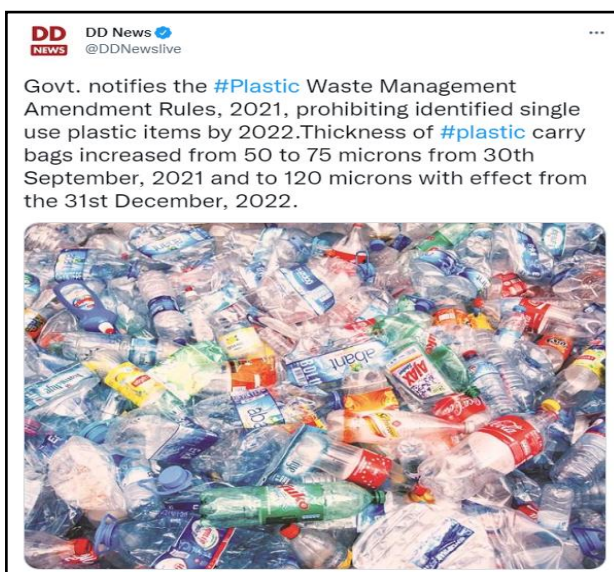 DD
NEWS
DD News
@DDNewslive
...
Govt. notifies the #Plastic Waste Management
Amendment Rules, 2021, prohibiting identified single
use plastic items by 2022.Thickness of #plastic carry
bags increased from 50 to 75 microns from 30th
September, 2021 and to 120 microns with effect from
the 31st December, 2022.
abant
AJAX